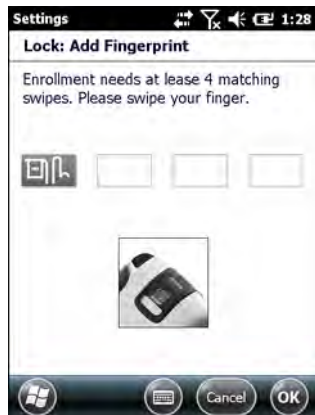 Settings 1:28
Lock: Add Fingerprint
Enrollment needs at lease 4 matching
swipes. Please swipe your finger.
Cancel OK